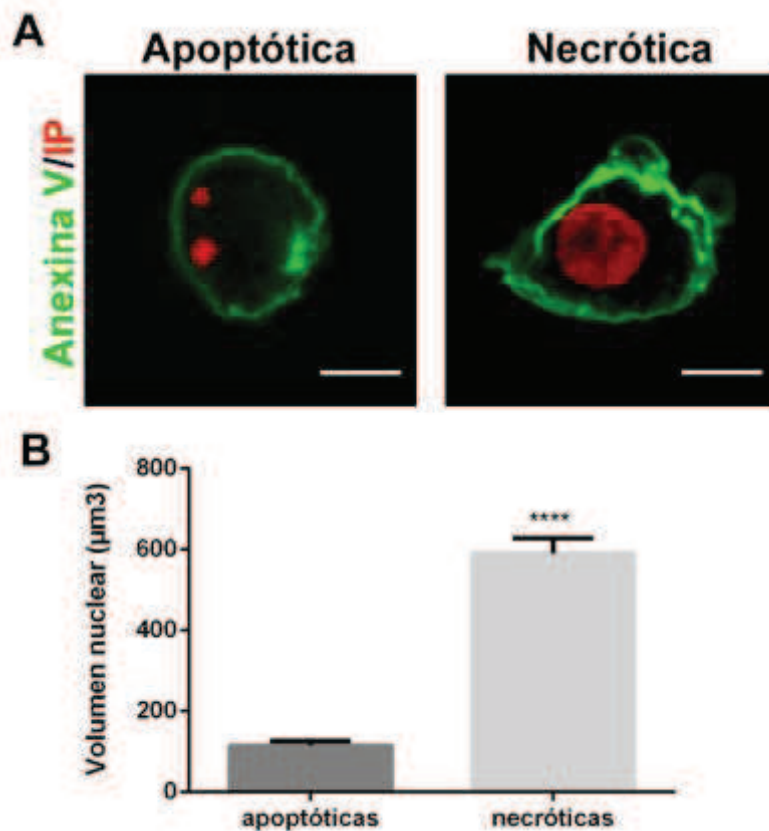 A
Apoptótica
Necrótica
Anexina V/IP
B
Volumen nuclear (µm3)
800
600
400
200
0
****
apoptóticas
necróticas